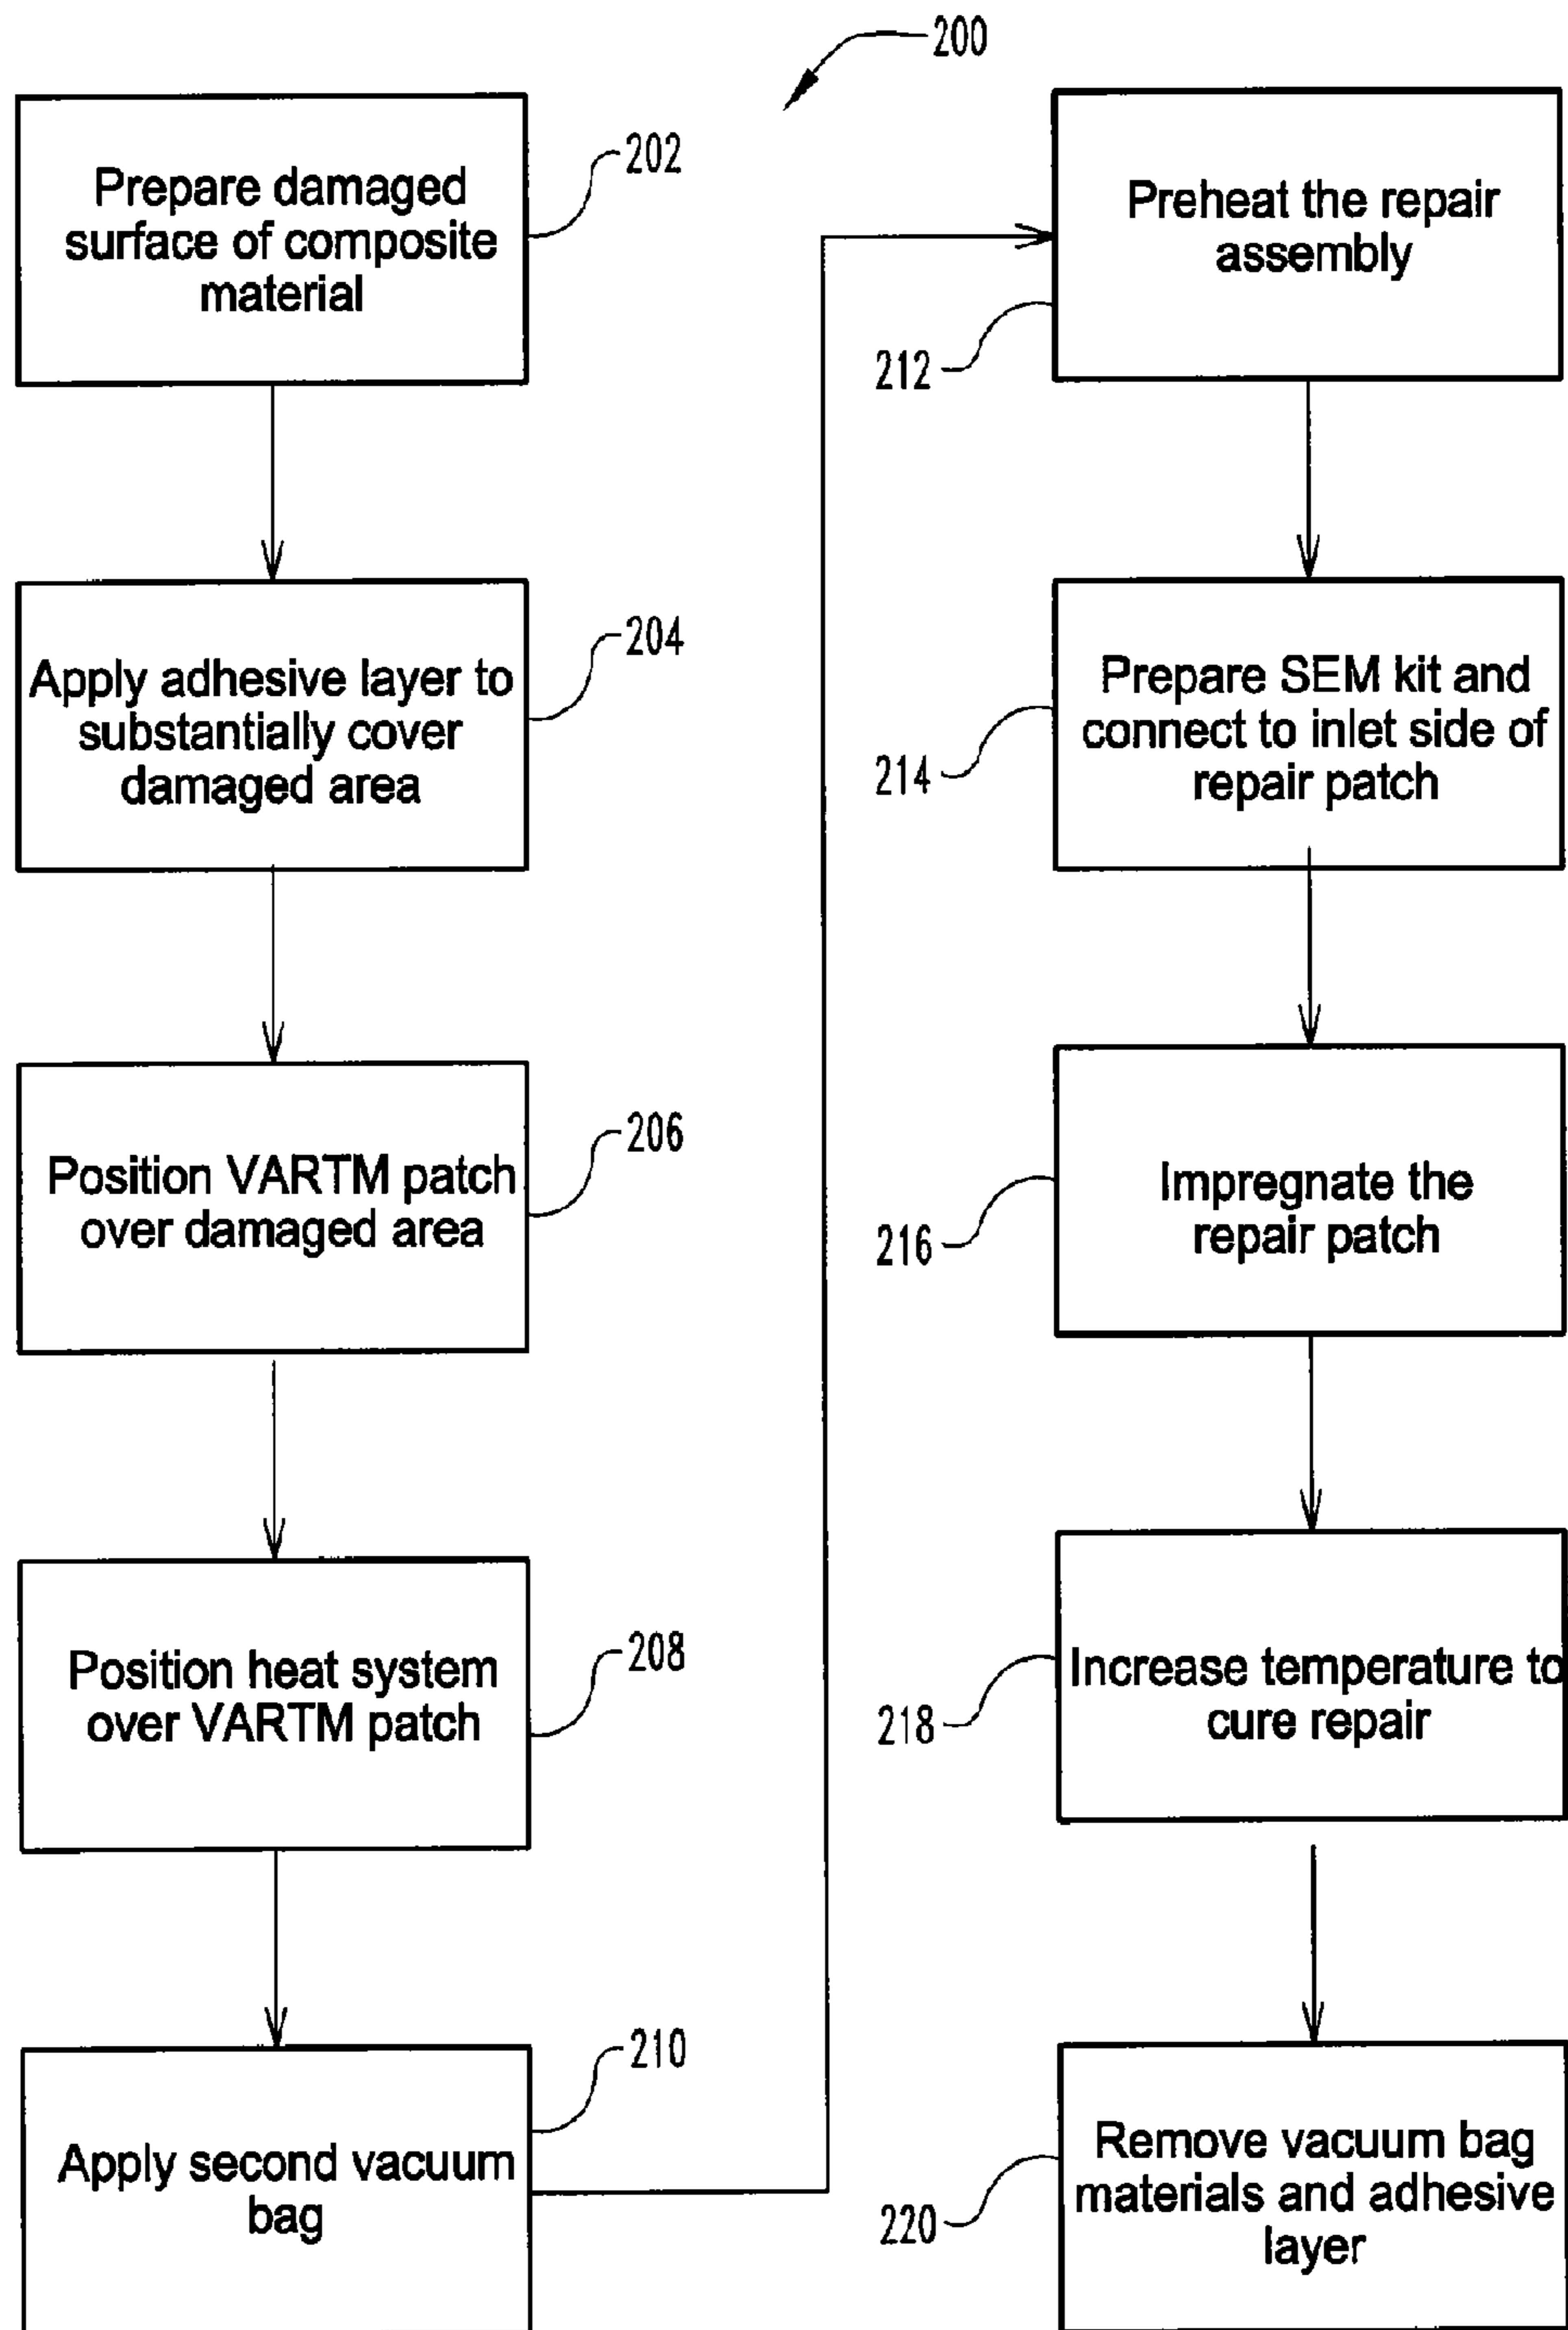 200
Prepare damaged
surface of composite
material
202
Apply adhesive layer to
substantially cover
damaged area
204
Position VARTM patch
over damaged area
206
Position heat system
over VARTM patch
208
Apply second vacuum
bag
210
Preheat the repair
assembly
212
Prepare SEM kit and
connect to inlet side of
repair patch
214
Impregnate the
repair patch
216
Increase temperature to
cure repair
218
Remove vacuum bag
materials and adhesive
layer
220